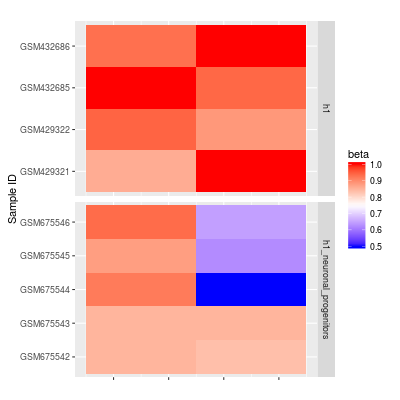 Sample ID
GSM432686
GSM432685
GSM429322
GSM429321
h1
GSM675546
GSM675545
GSM675544
GSM675543
GSM675542
h1_neuronal_progenitors
beta
1.0
0.9
0.8
0.7
0.6
0.5